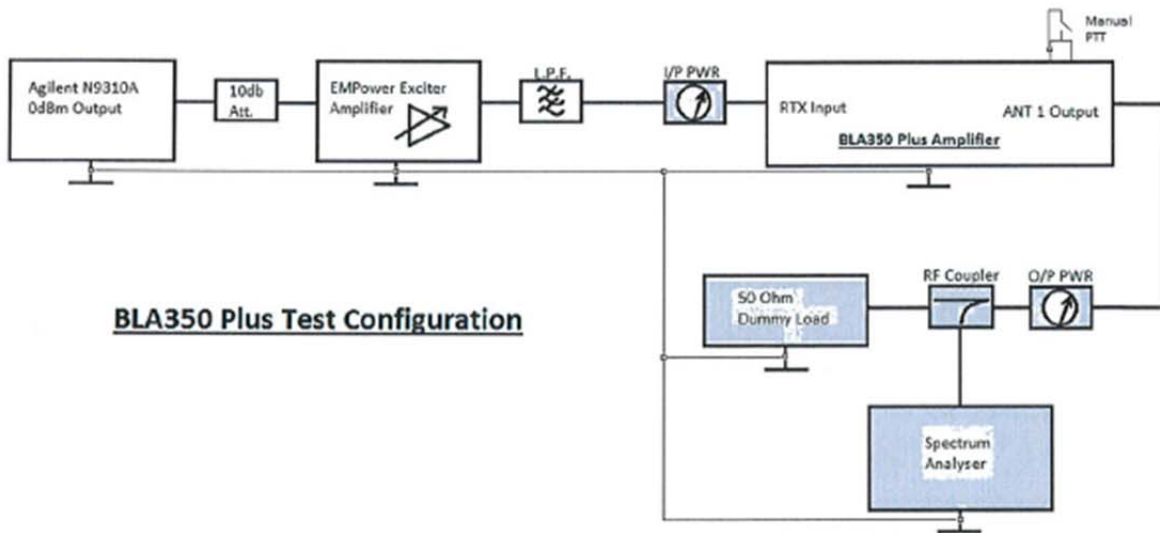 Manual
PTT
Agilent N9310A
0dBm Output
10db
Att.
EMPower Exciter
Amplifier
L.P.F.
I/P PWR
RTX Input
ANT 1 Output
BLA350 Plus Amplifier
BLA350 Plus Test Configuration
50 Ohm
Dummy Load
RF Coupler
O/P PWR
Spectrum
Analyser